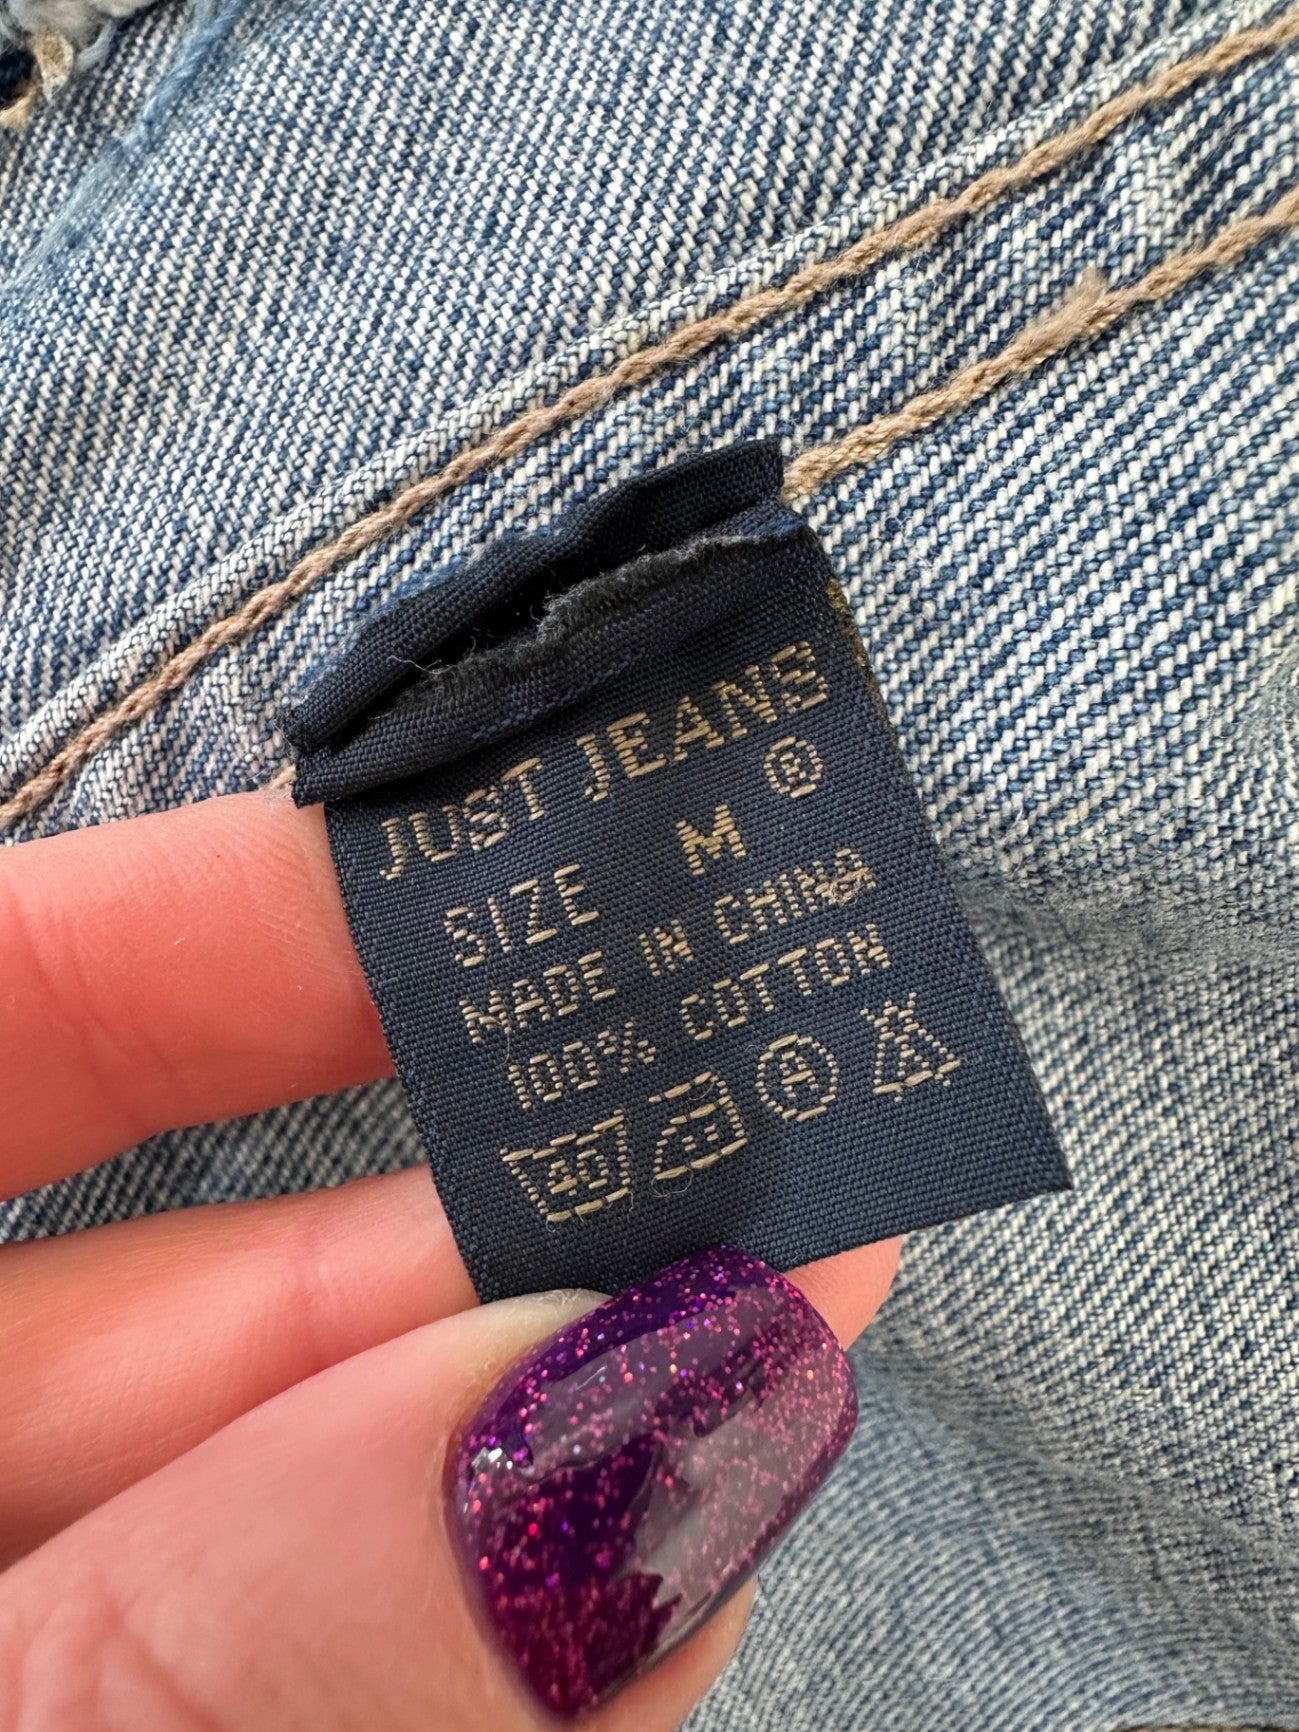 JUST JEANS
®
SIZE M
MADE IN CHINA
100% COTTON
40 A